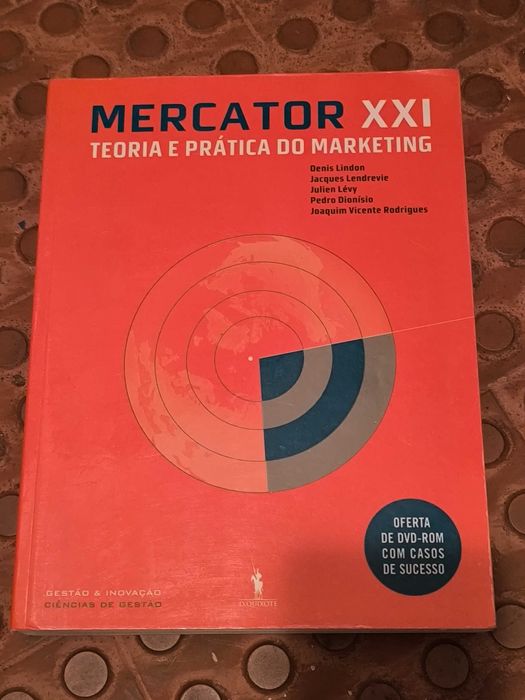 MERCATOR XXI
TEORIA E PRÁTICA DO MARKETING
Denis Lindon
Jacques Lendrevie
Julien Lévy
Pedro Dionísio
Joaquim Vicente Rodrigues
OFERTA
DE DVD-ROM
COM CASOS
DE SUCESSO
GESTÃO & INOVAÇÃO
CIÊNCIAS DE GESTÃO
D.QUIXOTE